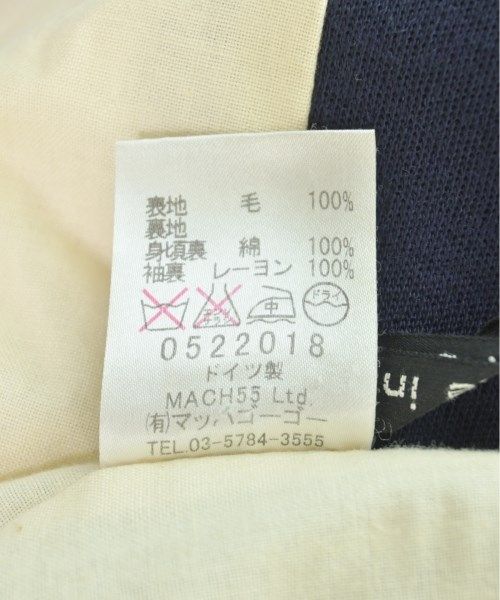 表地 毛 100%
裏地
身頃裏 綿 100%
袖裏 レーヨン 100%
中 ドライ
0522018
ドイツ製
MACH55 Ltd.
(有)マッハゴーゴー
TEL.03-5784-3555